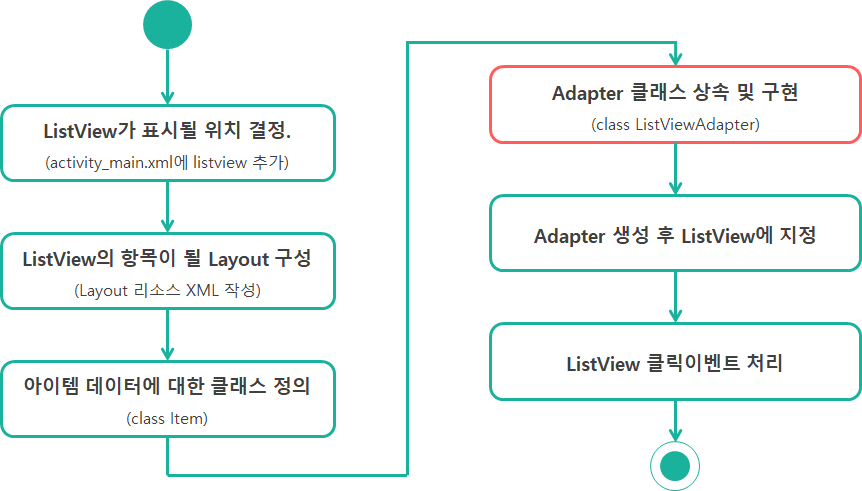 ListView가 표시될 위치 결정.
(activity_main.xml에 listview 추가)
ListView의 항목이 될 Layout 구성
(Layout 리소스 XML 작성)
아이템 데이터에 대한 클래스 정의
(class Item)
Adapter 클래스 상속 및 구현
(class ListViewAdapter)
Adapter 생성 후 ListView에 지정
ListView 클릭이벤트 처리